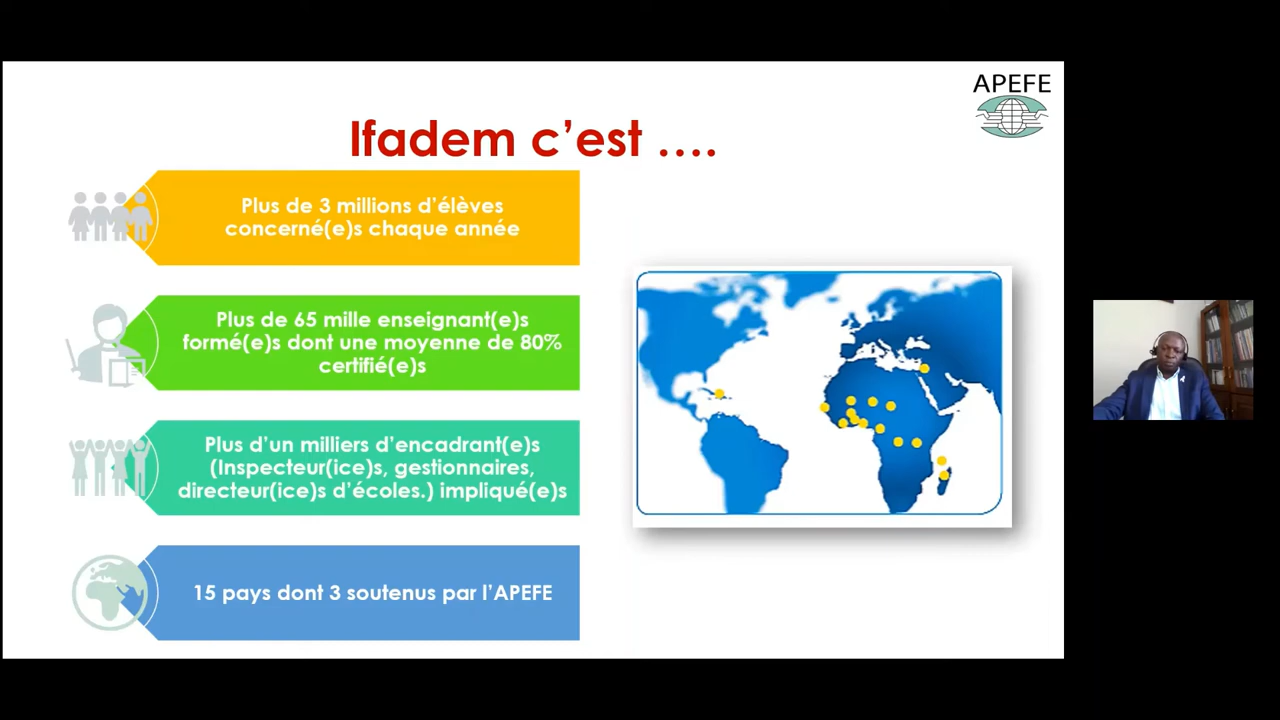 APEFE
Ifadem c’est ….
Plus de 3 millions d’élèves
concerné(e)s chaque année
Plus de 65 mille enseignant(e)s
formé(e)s dont une moyenne de 80%
certifié(e)s
Plus d’un milliers d’encadrant(e)s
(Inspecteur(ice)s, gestionnaires,
directeur(ice)s d’écoles.) impliqué(e)s
15 pays dont 3 soutenus par l’APEFE